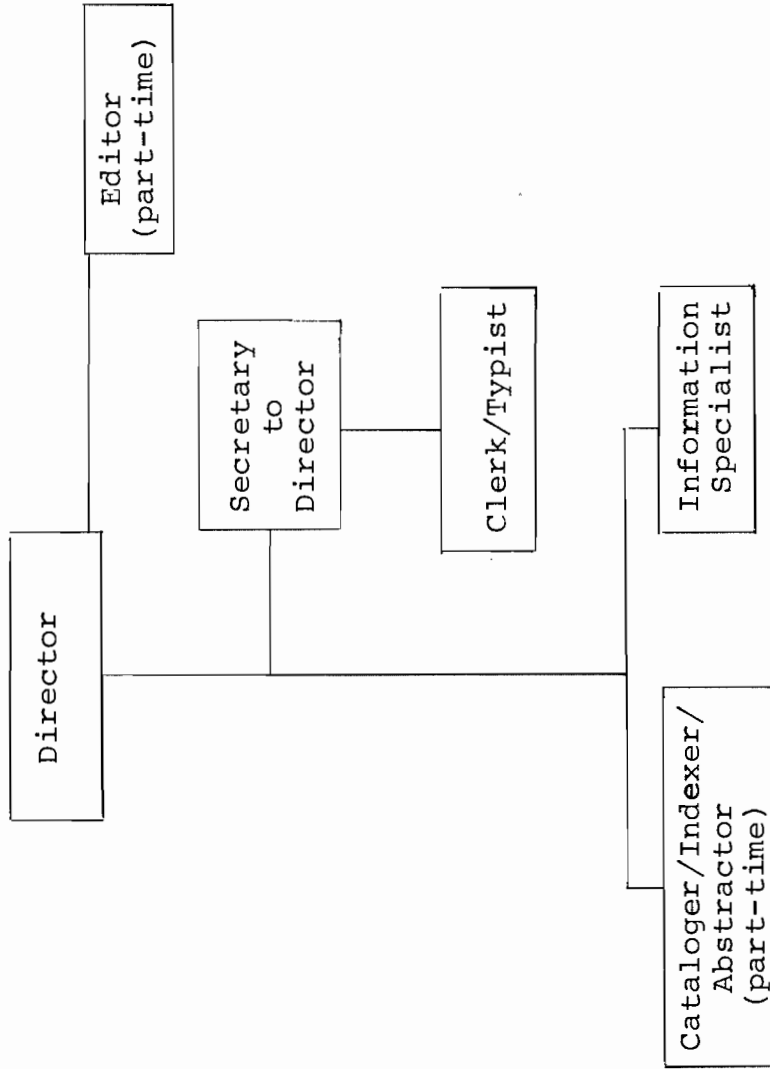 Director
Editor
(part-time)
Secretary
to
Director
Clerk/Typist
Cataloger/Indexer/
Abstractor
(part-time)
Information
Specialist